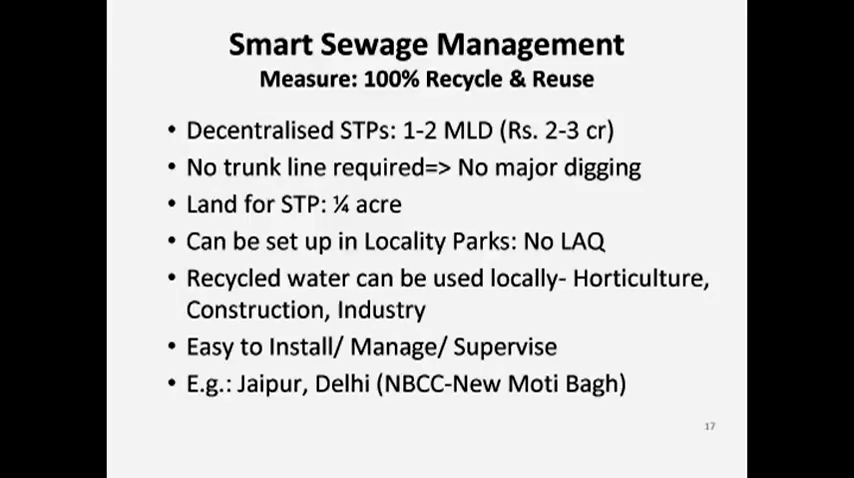 Smart Sewage Management
Measure: 100% Recycle & Reuse
• Decentralised STPs: 1-2 MLD (Rs. 2-3 cr)
• No trunk line required=> No major digging
• Land for STP: ¼ acre
• Can be set up in Locality Parks: No LAQ
• Recycled water can be used locally- Horticulture,
Construction, Industry
• Easy to Install/ Manage/ Supervise
• E.g.: Jaipur, Delhi (NBCC-New Moti Bagh)
17